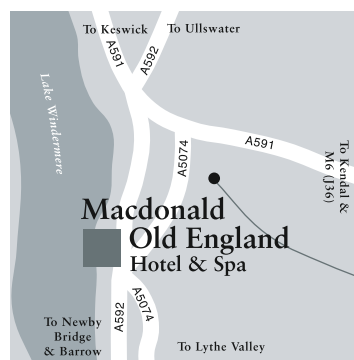 To Keswick
To Ullswater
A591
A592
Lake Windermere
A591
A5074
To Kendal &
M6 (J36)
Macdonald
Old England
Hotel & Spa
A592
A5074
To Newby
Bridge
& Barrow
To Lythe Valley